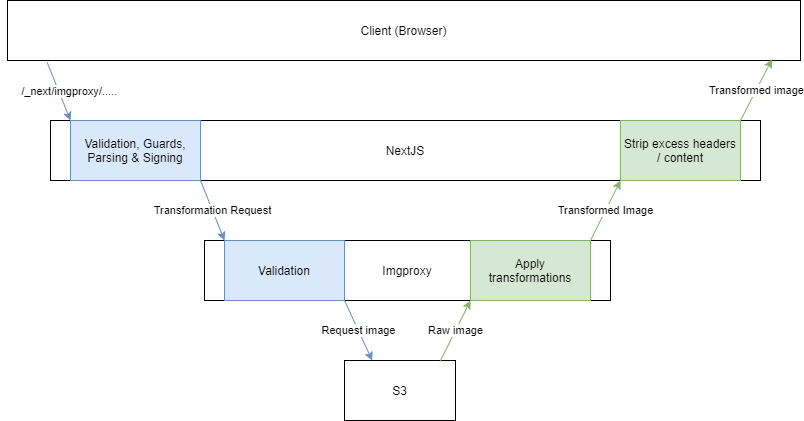 Client (Browser)
/_next/imgproxy/.....
Transformed image
Validation, Guards,
Parsing & Signing
NextJS
Strip excess headers
/ content
Transformation Request
Transformed Image
Validation
Imgproxy
Apply
transformations
Request image
Raw image
S3